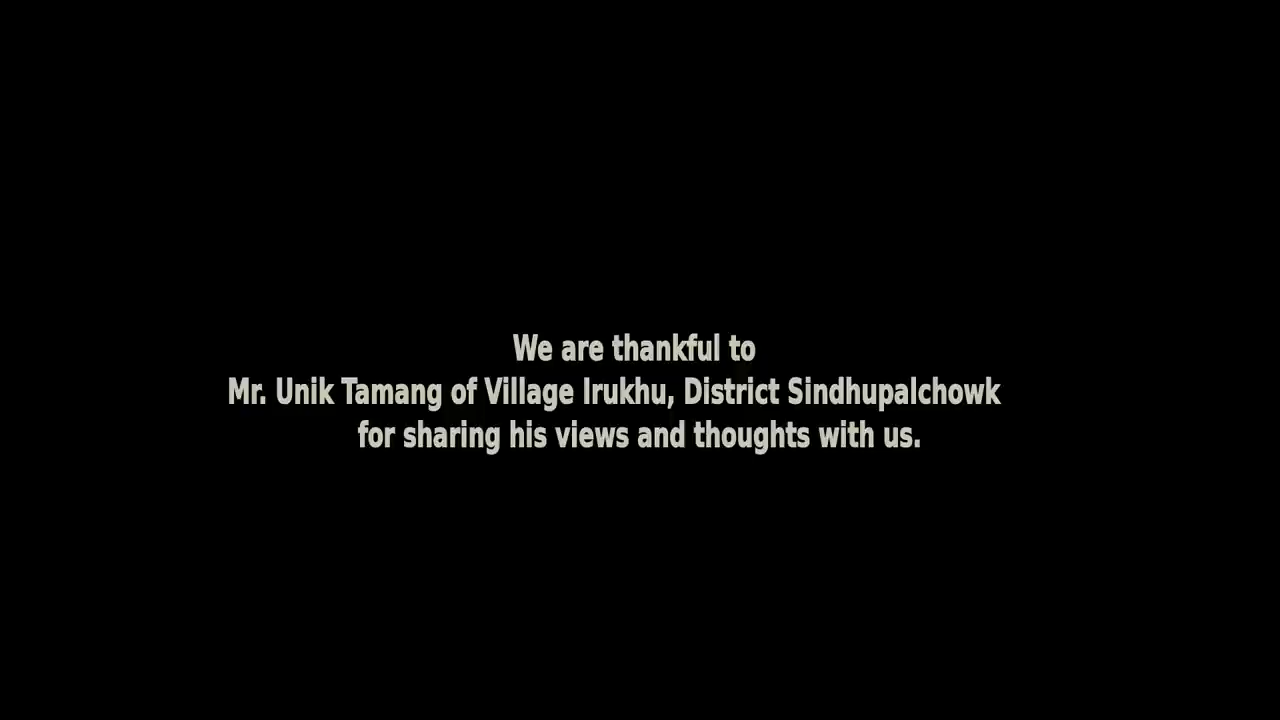 We are thankful to
Mr. Unik Tamang of Village Irukhu, District Sindhupalchowk
for sharing his views and thoughts with us.